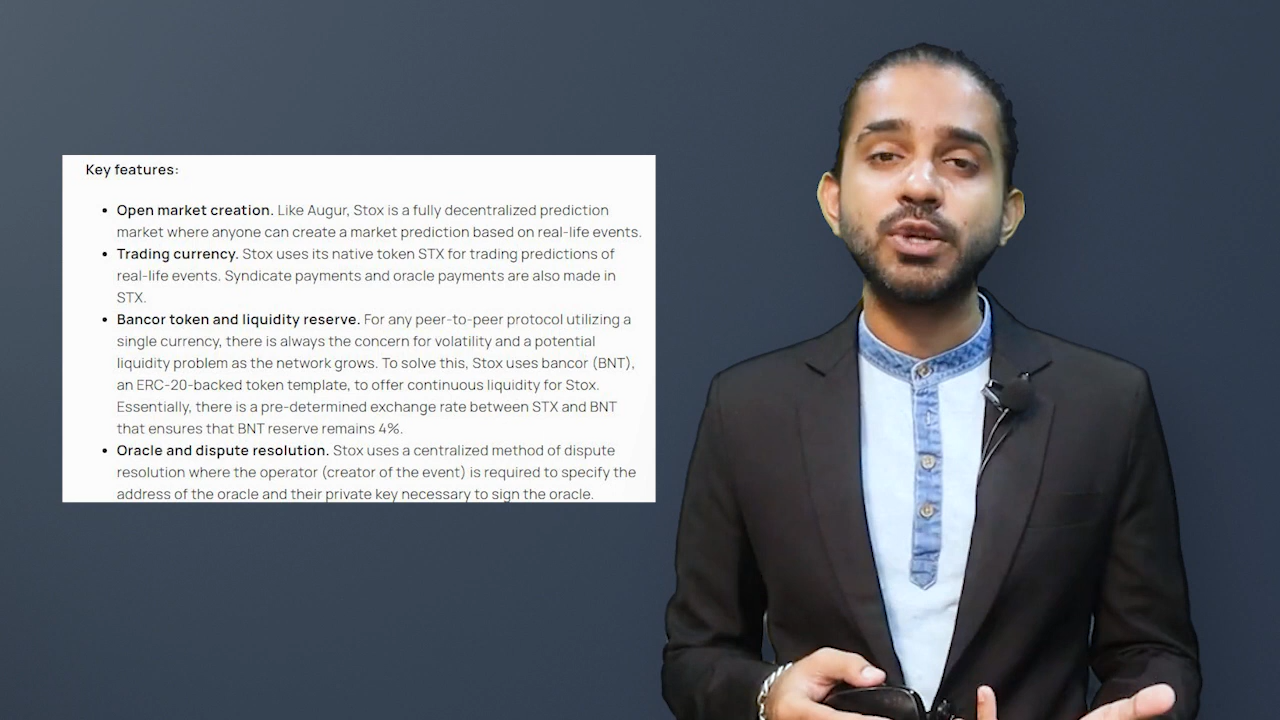 Key features:
• Open market creation. Like Augur, Stox is a fully decentralized prediction
market where anyone can create a market prediction based on real-life events.
• Trading currency. Stox uses its native token STX for trading predictions of
real-life events. Syndicate payments and oracle payments are also made in
STX.
• Bancor token and liquidity reserve. For any peer-to-peer protocol utilizing a
single currency, there is always the concern for volatility and a potential
liquidity problem as the network grows. To solve this, Stox uses bancor (BNT),
an ERC-20-backed token template, to offer continuous liquidity for Stox.
Essentially, there is a pre-determined exchange rate between STX and BNT
that ensures that BNT reserve remains 4%.
• Oracle and dispute resolution. Stox uses a centralized method of dispute
resolution where the operator (creator of the event) is required to specify the
address of the oracle and their private key necessary to sign the oracle.